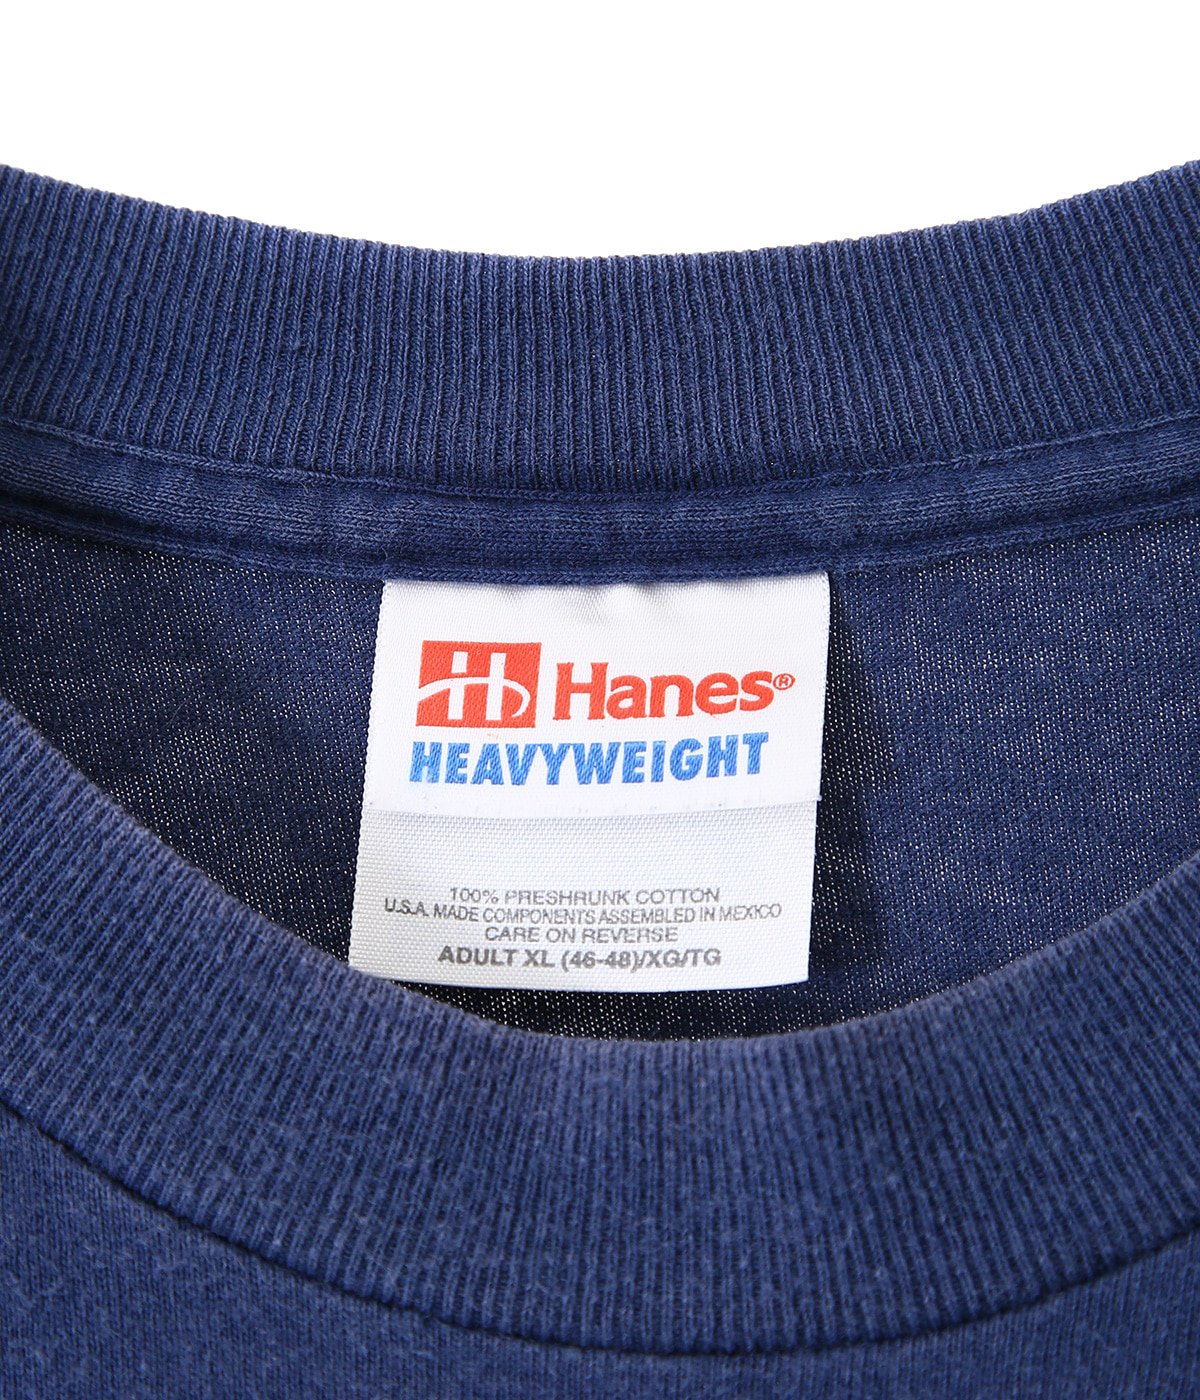 H Hanes®
HEAVYWEIGHT
100% PRESHRUNK COTTON
U.S.A. MADE COMPONENTS ASSEMBLED IN MEXICO
CARE ON REVERSE
ADULT XL (46-48)/XG/TG